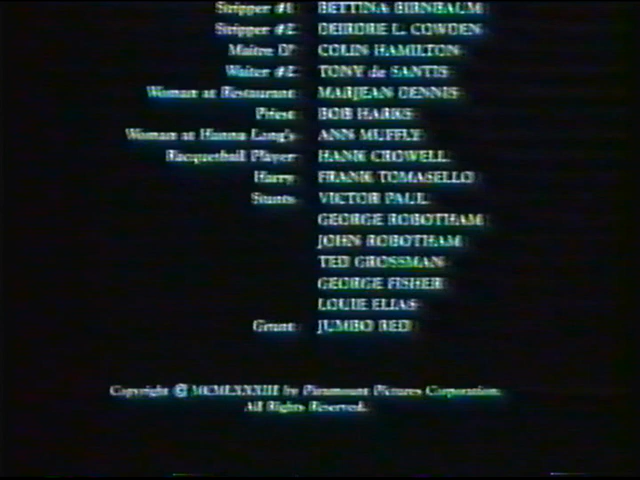 Stripper #1 BETTINA BIRNBAUM
Stripper #2 DEIRDRE L. COWDEN
Maitre D' COLIN HAMILTON
Waiter #2 TONY de SANTIS
Woman at Restaurant MARJEAN DENNIS
Priest BOB HARKS
Woman at Hanna Long's ANN MUFFLY
Racquetball Player HANK CROWELL
Harry FRANK TOMASELLO
Stunts VICTOR PAUL
GEORGE ROBOTHAM
JOHN ROBOTHAM
TED GROSSMAN
GEORGE FISHER
LOUIE ELIAS
Grunt JUMBO RED
Copyright © MCMLXXXIII by Paramount Pictures Corporation.
All Rights Reserved.